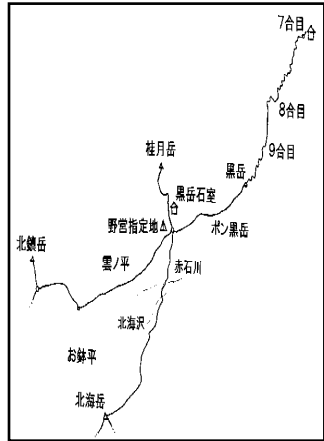 7合目
8合目
9合目
桂月岳
黒岳
黒岳石室
野営指定地
ポン黒岳
北鎮岳
雲ノ平
赤石川
北海沢
お鉢平
北海岳